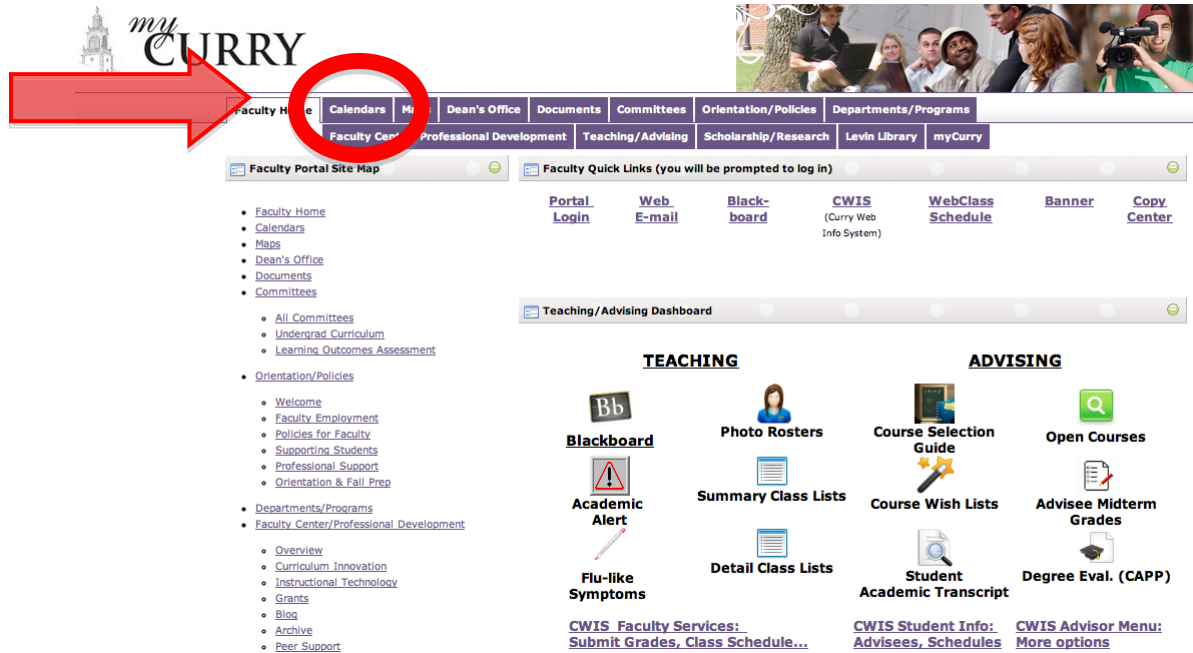 my
CURRY
Faculty Home Calendars Maps Dean's Office Documents Committees Orientation/Policies Departments/Programs
Faculty Center/Professional Development Teaching/Advising Scholarship/Research Levin Library myCurry
Faculty Portal Site Map
Faculty Home
Calendars
Maps
Dean's Office
Documents
Committees
All Committees
Undergrad Curriculum
Learning Outcomes Assessment
Orientation/Policies
Welcome
Faculty Employment
Policies for Faculty
Supporting Students
Professional Support
Orientation & Fall Prep
Departments/Programs
Faculty Center/Professional Development
Overview
Curriculum Innovation
Instructional Technology
Grants
Blog
Archive
Peer Support
Faculty Quick Links (you will be prompted to log in)
Portal Web Black- CWIS WebClass Banner Copy
Login E-mail board (Curry Web Schedule Center
Info System)
Teaching/Advising Dashboard
TEACHING ADVISING
Bb
Blackboard Photo Rosters Course Selection Open Courses
Guide
Academic Summary Class Lists Course Wish Lists Advisee Midterm
Alert Grades
Flu-like Detail Class Lists Student Degree Eval. (CAPP)
Symptoms Academic Transcript
CWIS Faculty Services: CWIS Student Info: CWIS Advisor Menu:
Submit Grades, Class Schedule... Advisees, Schedules More options